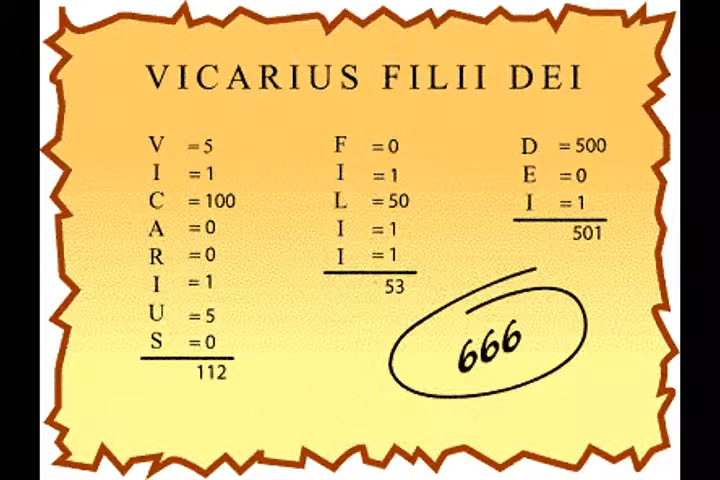 VICARIUS FILII DEI
V = 5
I = 1
C = 100
A = 0
R = 0
I = 1
U = 5
S = 0
112
F = 0
I = 1
L = 50
I = 1
I = 1
53
D = 500
E = 0
I = 1
501
666